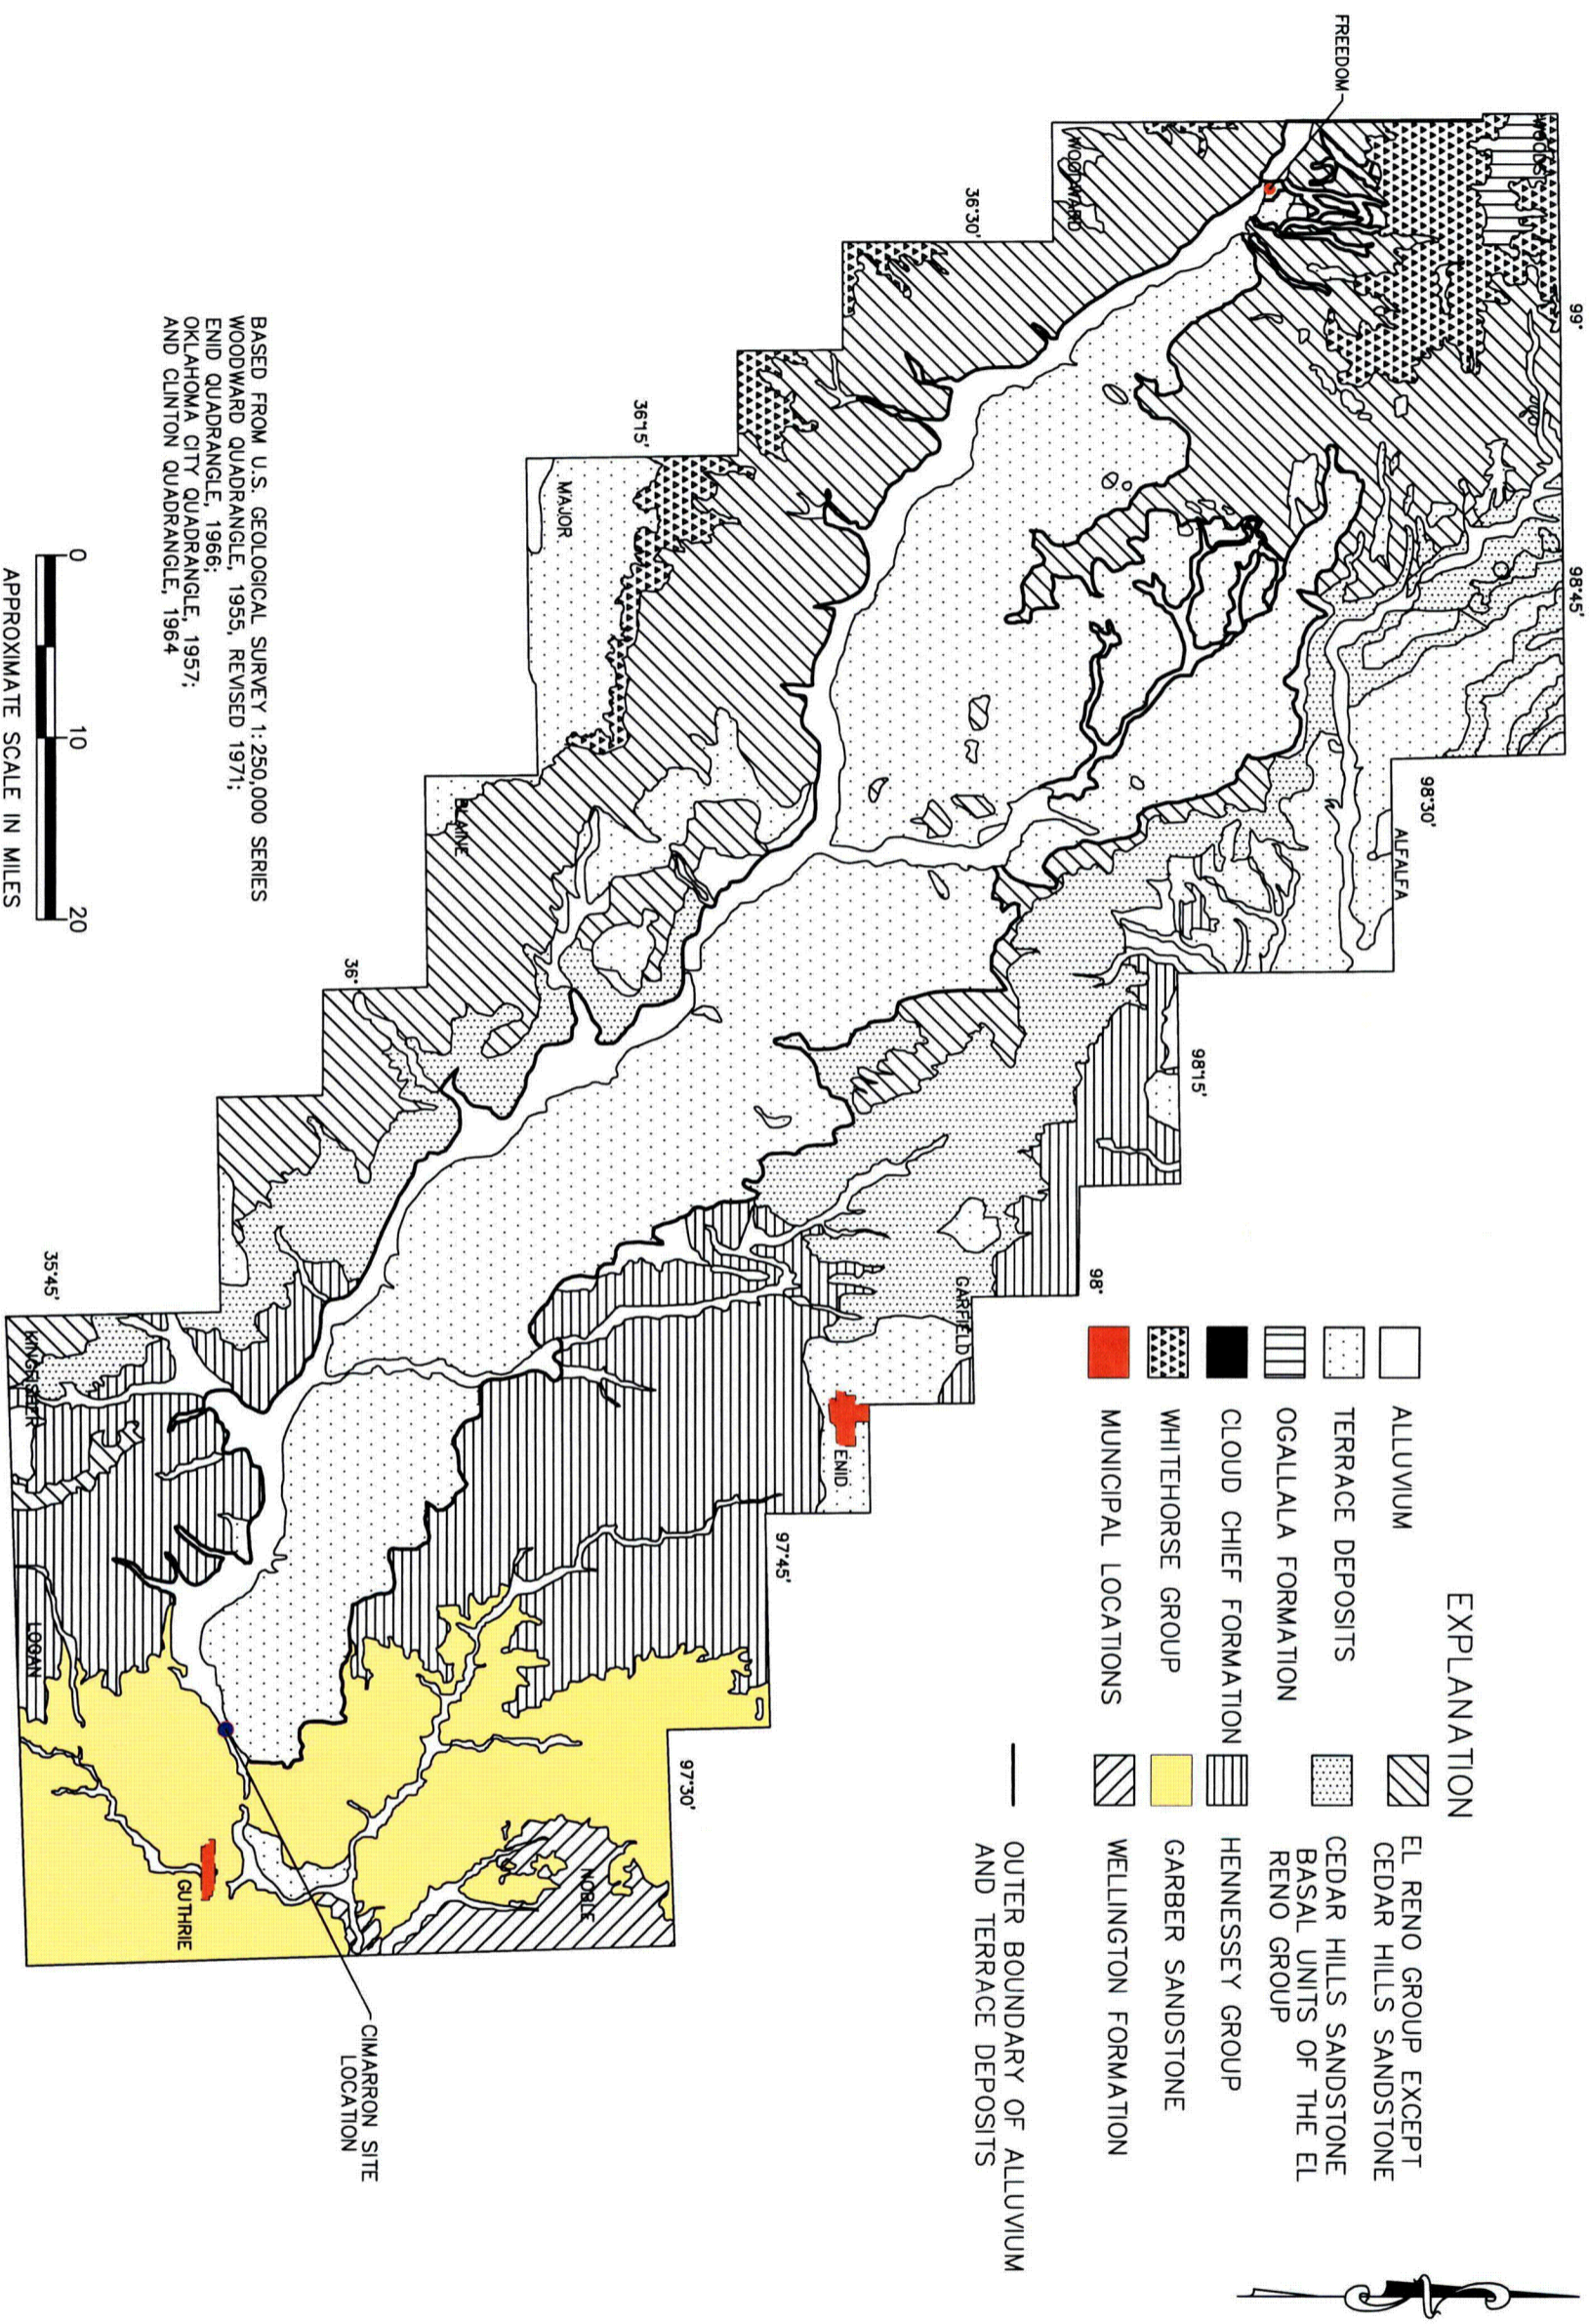 FREEDOM
WOODS
WOODWARD
99°
98°45'
98°30'
98°15'
98°
97°45'
97°30'
36°30'
36°15'
36°
35°45'
ALFALFA
MAJOR
BLAINE
GARFIELD
ENID
KINGFISHER
LOGAN
NOBLE
GUTHRIE
CIMARRON SITE
LOCATION
EXPLANATION
ALLUVIUM
TERRACE DEPOSITS
OGALLALA FORMATION
CLOUD CHIEF FORMATION
WHITEHORSE GROUP
MUNICIPAL LOCATIONS
EL RENO GROUP EXCEPT
CEDAR HILLS SANDSTONE
CEDAR HILLS SANDSTONE
BASAL UNITS OF THE EL
RENO GROUP
HENNESSEY GROUP
GARBER SANDSTONE
WELLINGTON FORMATION
OUTER BOUNDARY OF ALLUVIUM
AND TERRACE DEPOSITS
BASED FROM U.S. GEOLOGICAL SURVEY 1:250,000 SERIES
WOODWARD QUADRANGLE, 1955, REVISED 1971;
ENID QUADRANGLE, 1966;
OKLAHOMA CITY QUADRANGLE, 1957;
AND CLINTON QUADRANGLE, 1964
0 10 20
APPROXIMATE SCALE IN MILES